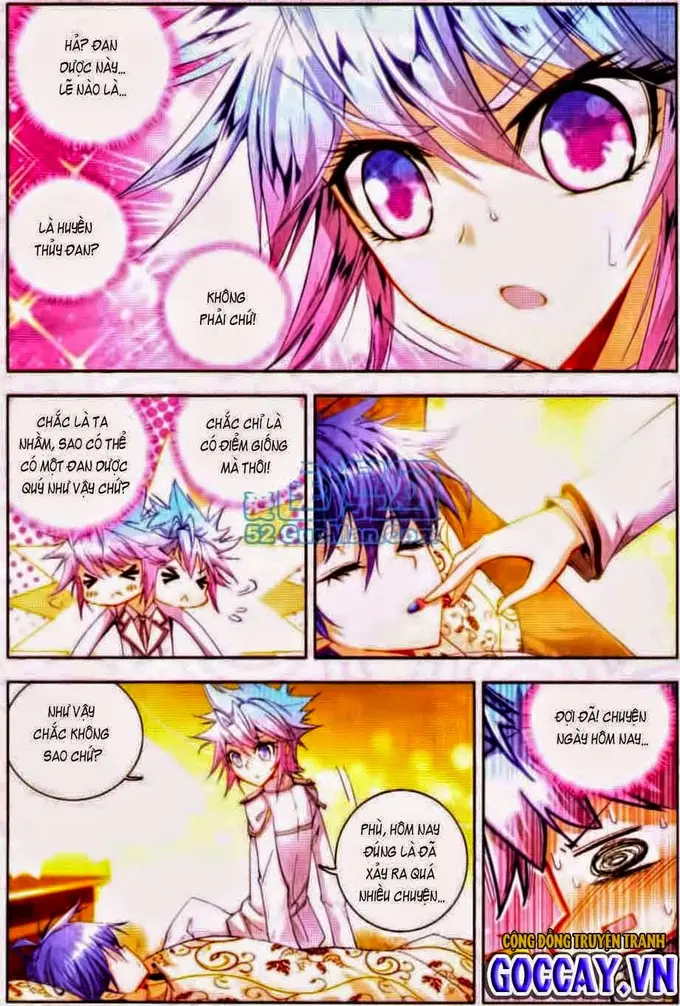 HẢ? ĐAN
DƯỢC NÀY...
LẼ NÀO LÀ...
LÀ HUYỀN
THỦY ĐAN?
KHÔNG
PHẢI CHỨ!
CHẮC LÀ TA
NHẦM, SAO CÓ THỂ
CÓ MỘT ĐAN DƯỢC
QUÝ NHƯ VẬY CHỨ?
CHẮC CHỈ LÀ
CÓ ĐIỂM GIỐNG
MÀ THÔI!
NHƯ VẬY
CHẮC KHÔNG
SAO CHỨ?
PHÙ, HÔM NAY
ĐÚNG LÀ ĐÃ
XẢY RA QUÁ
NHIỀU CHUYỆN...
ĐỢI ĐÃ! CHUYỆN
NGÀY HÔM NAY...
CỘNG ĐỒNG TRUYỆN TRANH
GOCCAY.VN